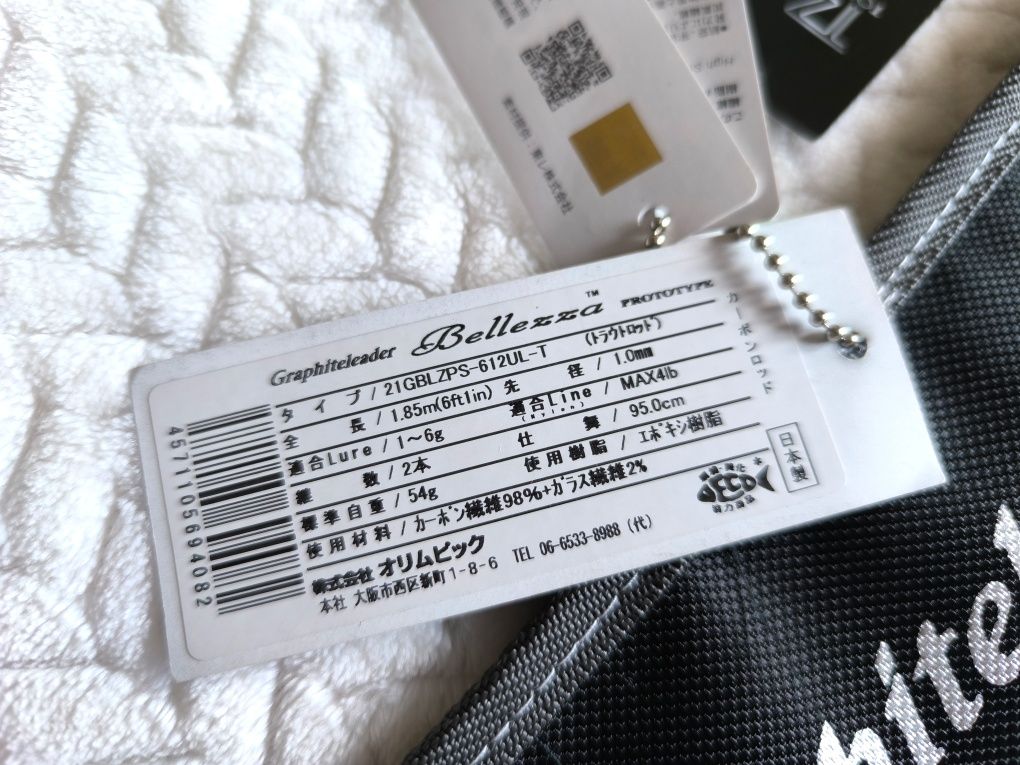 Graphiteleader Bellezza™ PROTOTYPE
カーボンロッド
タイプ / 21GBLZPS-612UL-T (トラウトロッド)
全長 / 1.85m(6ft1in) 先径 / 1.0mm
適合Lure / 1～6g 適合Line (Nylon) / MAX4lb
継数 / 2本 仕舞 / 95.0cm
標準自重 / 54g 使用樹脂 / エポキシ樹脂
使用材料 / カーボン繊維98%+ガラス繊維2%
日本製
ECO
株式会社 オリムピック
本社 大阪市西区新町1-8-6 TEL 06-6533-8988 (代)
4571105694082